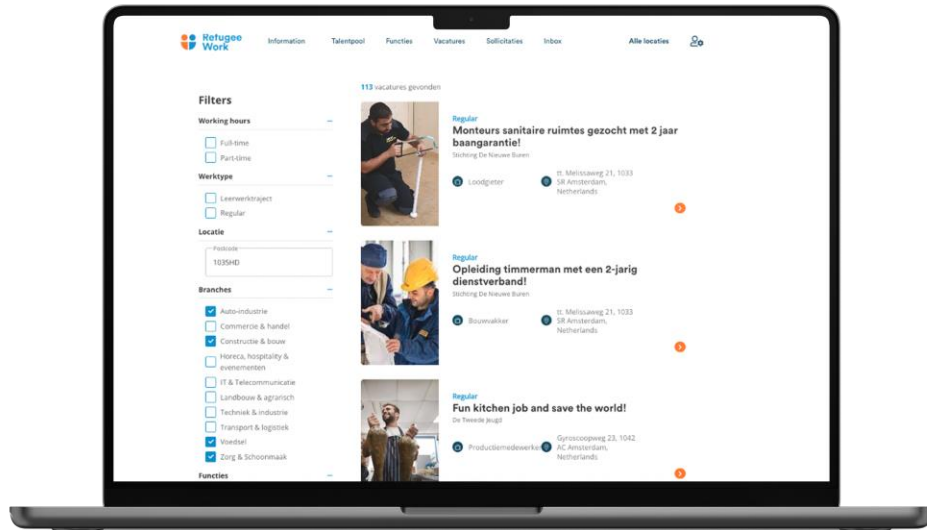 Refugee
Work
Information
Talentpool
Functies
Vacatures
Sollicitaties
Inbox
Alle locaties
113 vacatures gevonden
Filters
Working hours
Full-time
Part-time
Werktype
Leerwerktraject
Regular
Locatie
Postcode
1035HD
Branches
Auto-industrie
Commercie & handel
Constructie & bouw
Horeca, hospitality &
evenementen
IT & Telecommunicatie
Landbouw & agrarisch
Techniek & industrie
Transport & logistiek
Voedsel
Zorg & Schoonmaak
Functies
Regular
Monteurs sanitaire ruimtes gezocht met 2 jaar
baangarantie!
Stichting De Nieuwe Buren
Loodgieter
tt. Melissaweg 21, 1033
SR Amsterdam,
Netherlands
Regular
Opleiding timmerman met een 2-jarig
dienstverband!
Stichting De Nieuwe Buren
Bouwvakker
tt. Melissaweg 21, 1033
SR Amsterdam,
Netherlands
Regular
Fun kitchen job and save the world!
De Tweede Jeugd
Productiemedewerker
Gyroscoopweg 23, 1042
AC Amsterdam,
Netherlands